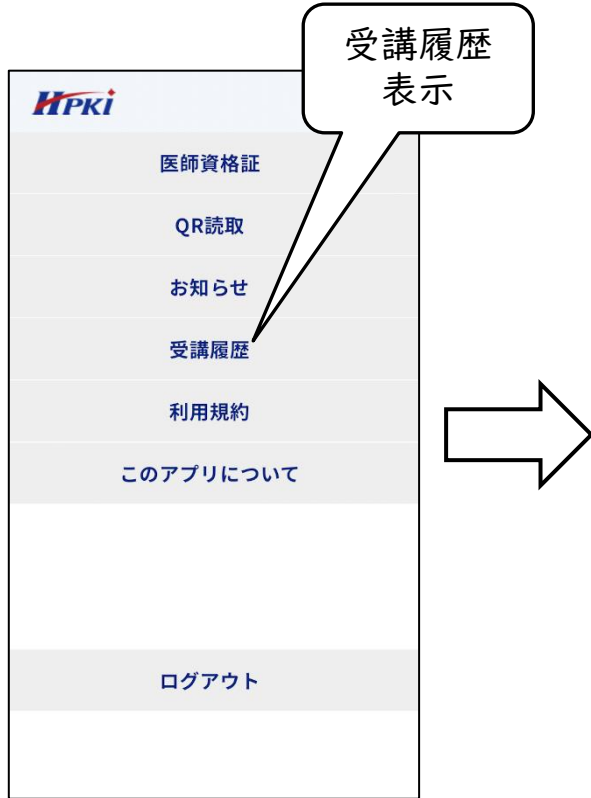 受講履歴
表示
HPKI
医師資格証
QR読取
お知らせ
受講履歴
利用規約
このアプリについて
ログアウト